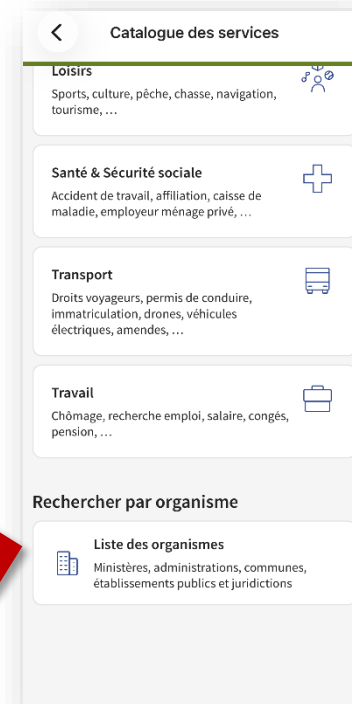 Catalogue des services
Loisirs
Sports, culture, pêche, chasse, navigation,
tourisme, …
Santé & Sécurité sociale
Accident de travail, affiliation, caisse de
maladie, employeur ménage privé, …
Transport
Droits voyageurs, permis de conduire,
immatriculation, drones, véhicules
électriques, amendes, …
Travail
Chômage, recherche emploi, salaire, congés,
pension, …
Rechercher par organisme
Liste des organismes
Ministères, administrations, communes,
établissements publics et juridictions